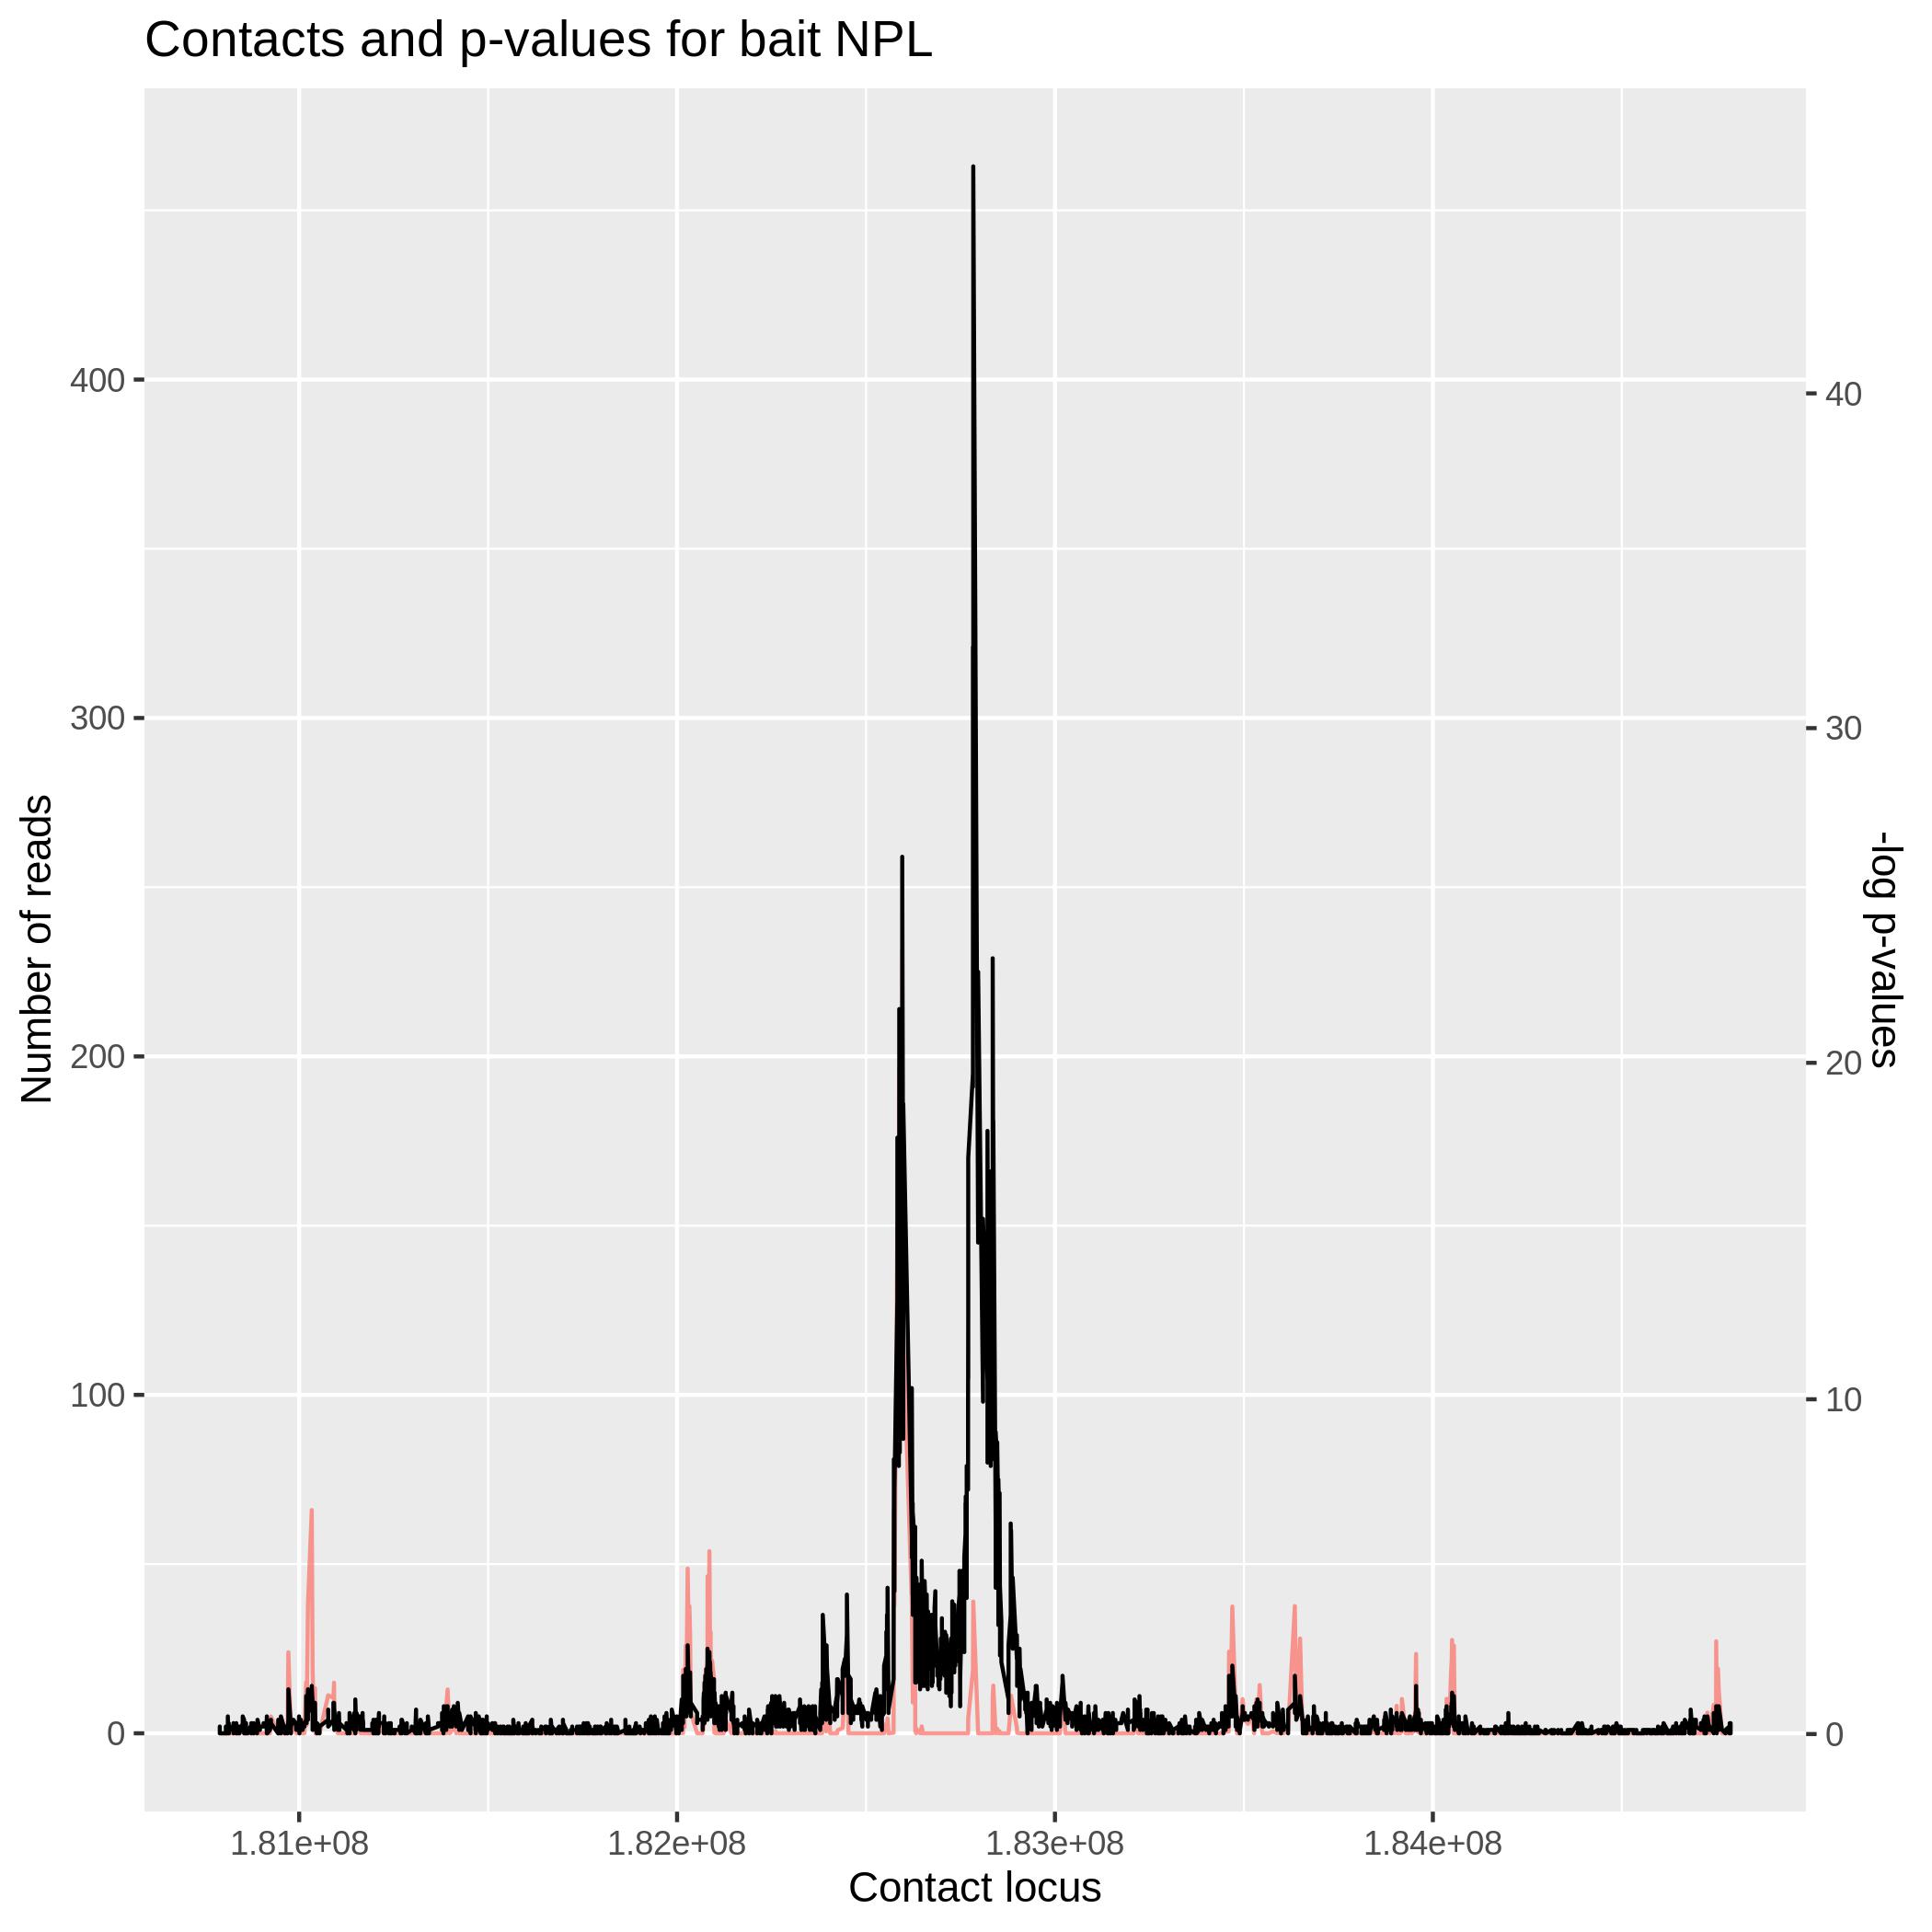 Contacts and p-values for bait NPL
Number of reads
400
300
200
100
0
40
30
20
10
0
-log p-values
1.81e+08 1.82e+08 1.83e+08 1.84e+08
Contact locus